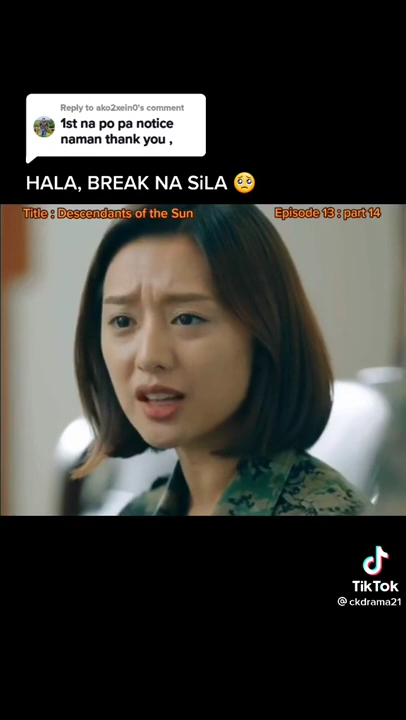 Reply to ako2xein0's comment
1st na po pa notice
naman thank you ,
HALA, BREAK NA SiLA 🥺
Title : Descendants of the Sun
Episode 13 : part 14
TikTok
@ckdrama21